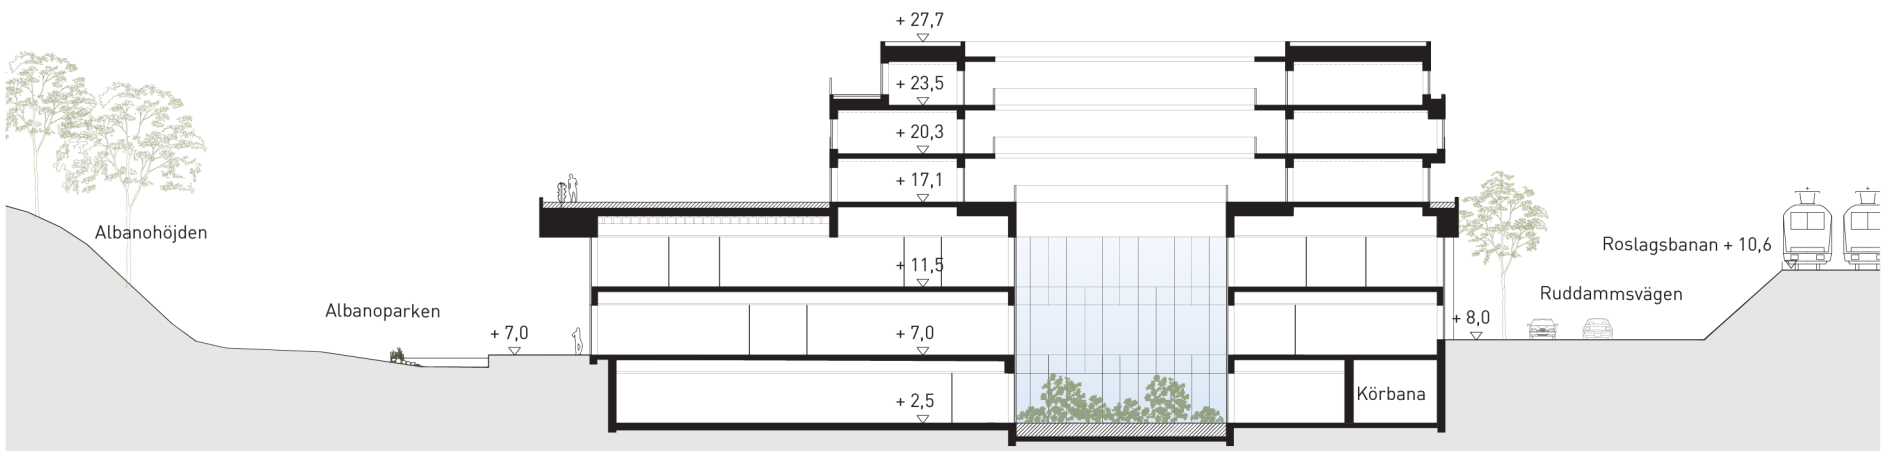 + 27,7
+ 23,5
+ 20,3
+ 17,1
Albanohöjden
Roslagsbanan + 10,6
+ 11,5
Ruddammsvägen
Albanoparken
+ 7,0
+ 7,0
+ 8,0
+ 2,5
Körbana